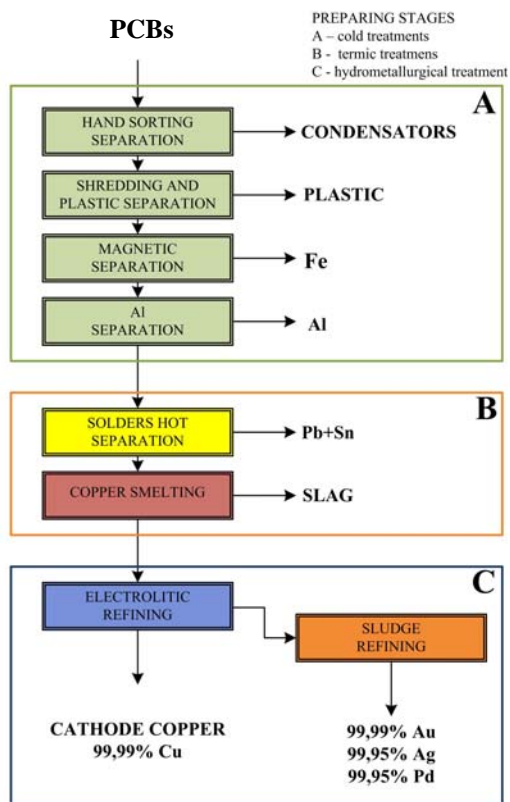 PCBs
PREPARING STAGES
A – cold treatments
B - termic treatmens
C - hydrometallurgical treatment
A
HAND SORTING
SEPARATION
CONDENSATORS
SHREDDING AND
PLASTIC SEPARATION
PLASTIC
MAGNETIC
SEPARATION
Fe
Al
SEPARATION
Al
B
SOLDERS HOT
SEPARATION
Pb+Sn
COPPER SMELTING
SLAG
C
ELECTROLITIC
REFINING
SLUDGE
REFINING
CATHODE COPPER
99,99% Cu
99,99% Au
99,95% Ag
99,95% Pd